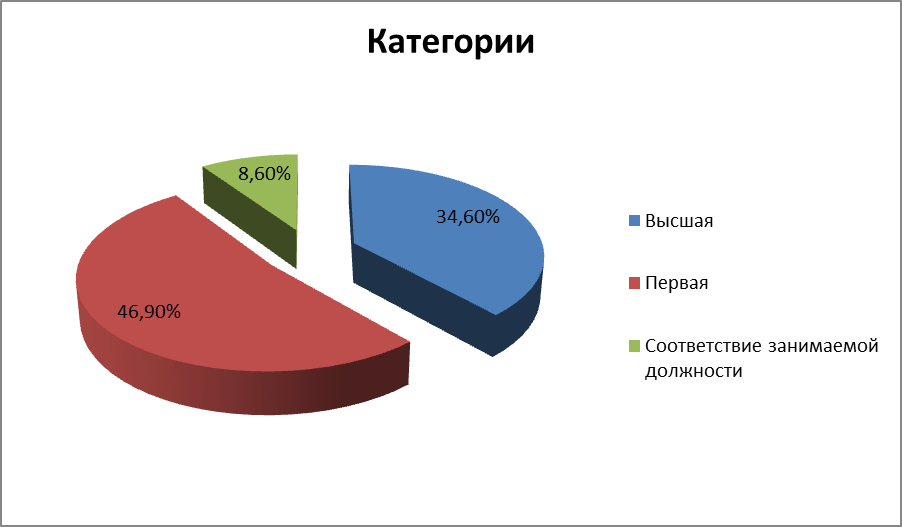 Категории
8,60%
34,60%
46,90%
Высшая
Первая
Соответствие занимаемой
должности